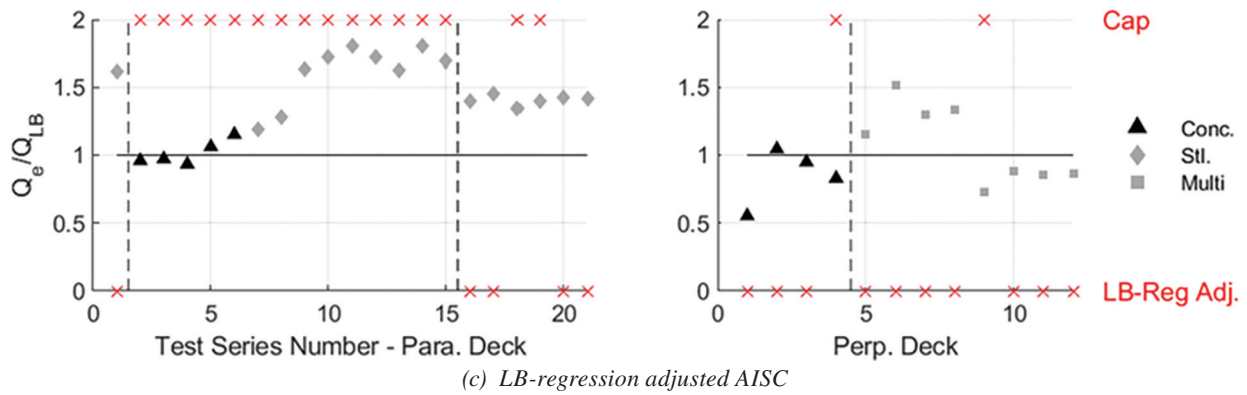 2
1.5
1
0.5
0
Q_e/Q_LB
0 5 10 15 20
Test Series Number - Para. Deck
2
1.5
1
0.5
0
0 5 10
Perp. Deck
Cap
Conc.
Stl.
Multi
LB-Reg Adj.
(c) LB-regression adjusted AISC